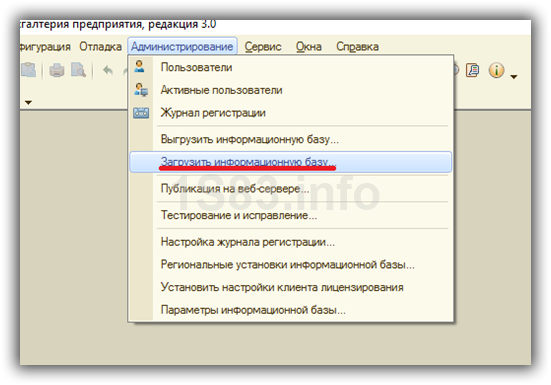 хгалтерия предприятия, редакция 3.0
фигурация Отладка Администрирование Сервис Окна Справка
Пользователи
Активные пользователи
Журнал регистрации
Выгрузить информационную базу...
Загрузить информационную базу...
Публикация на веб-сервере...
1S83.info
Тестирование и исправление...
Настройка журнала регистрации...
Региональные установки информационной базы...
Установить настройки клиента лицензирования
Параметры информационной базы...